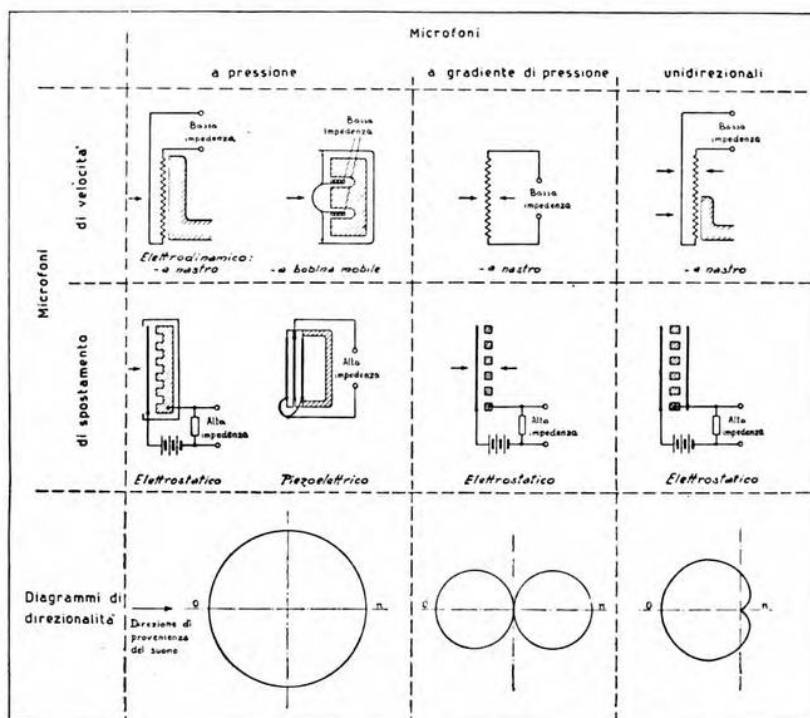 Microfoni
a pressione
a gradiente di pressione
unidirezionali
Microfoni
di velocità
Bassa
impedenza
Bassa
impedenza
Bassa
impedenza
Bassa
impedenza
Elettrodinamico:
- a nastro
- a bobina mobile
- a nastro
- a nastro
di spostamento
Alta
impedenza
Alta
impedenza
Alta
impedenza
Alta
impedenza
Elettrostatico
Piezoelettrico
Elettrostatico
Elettrostatico
Diagrammi di
direzionalità
Direzione di
provenienza
del suono
O
n
O
n
O
n